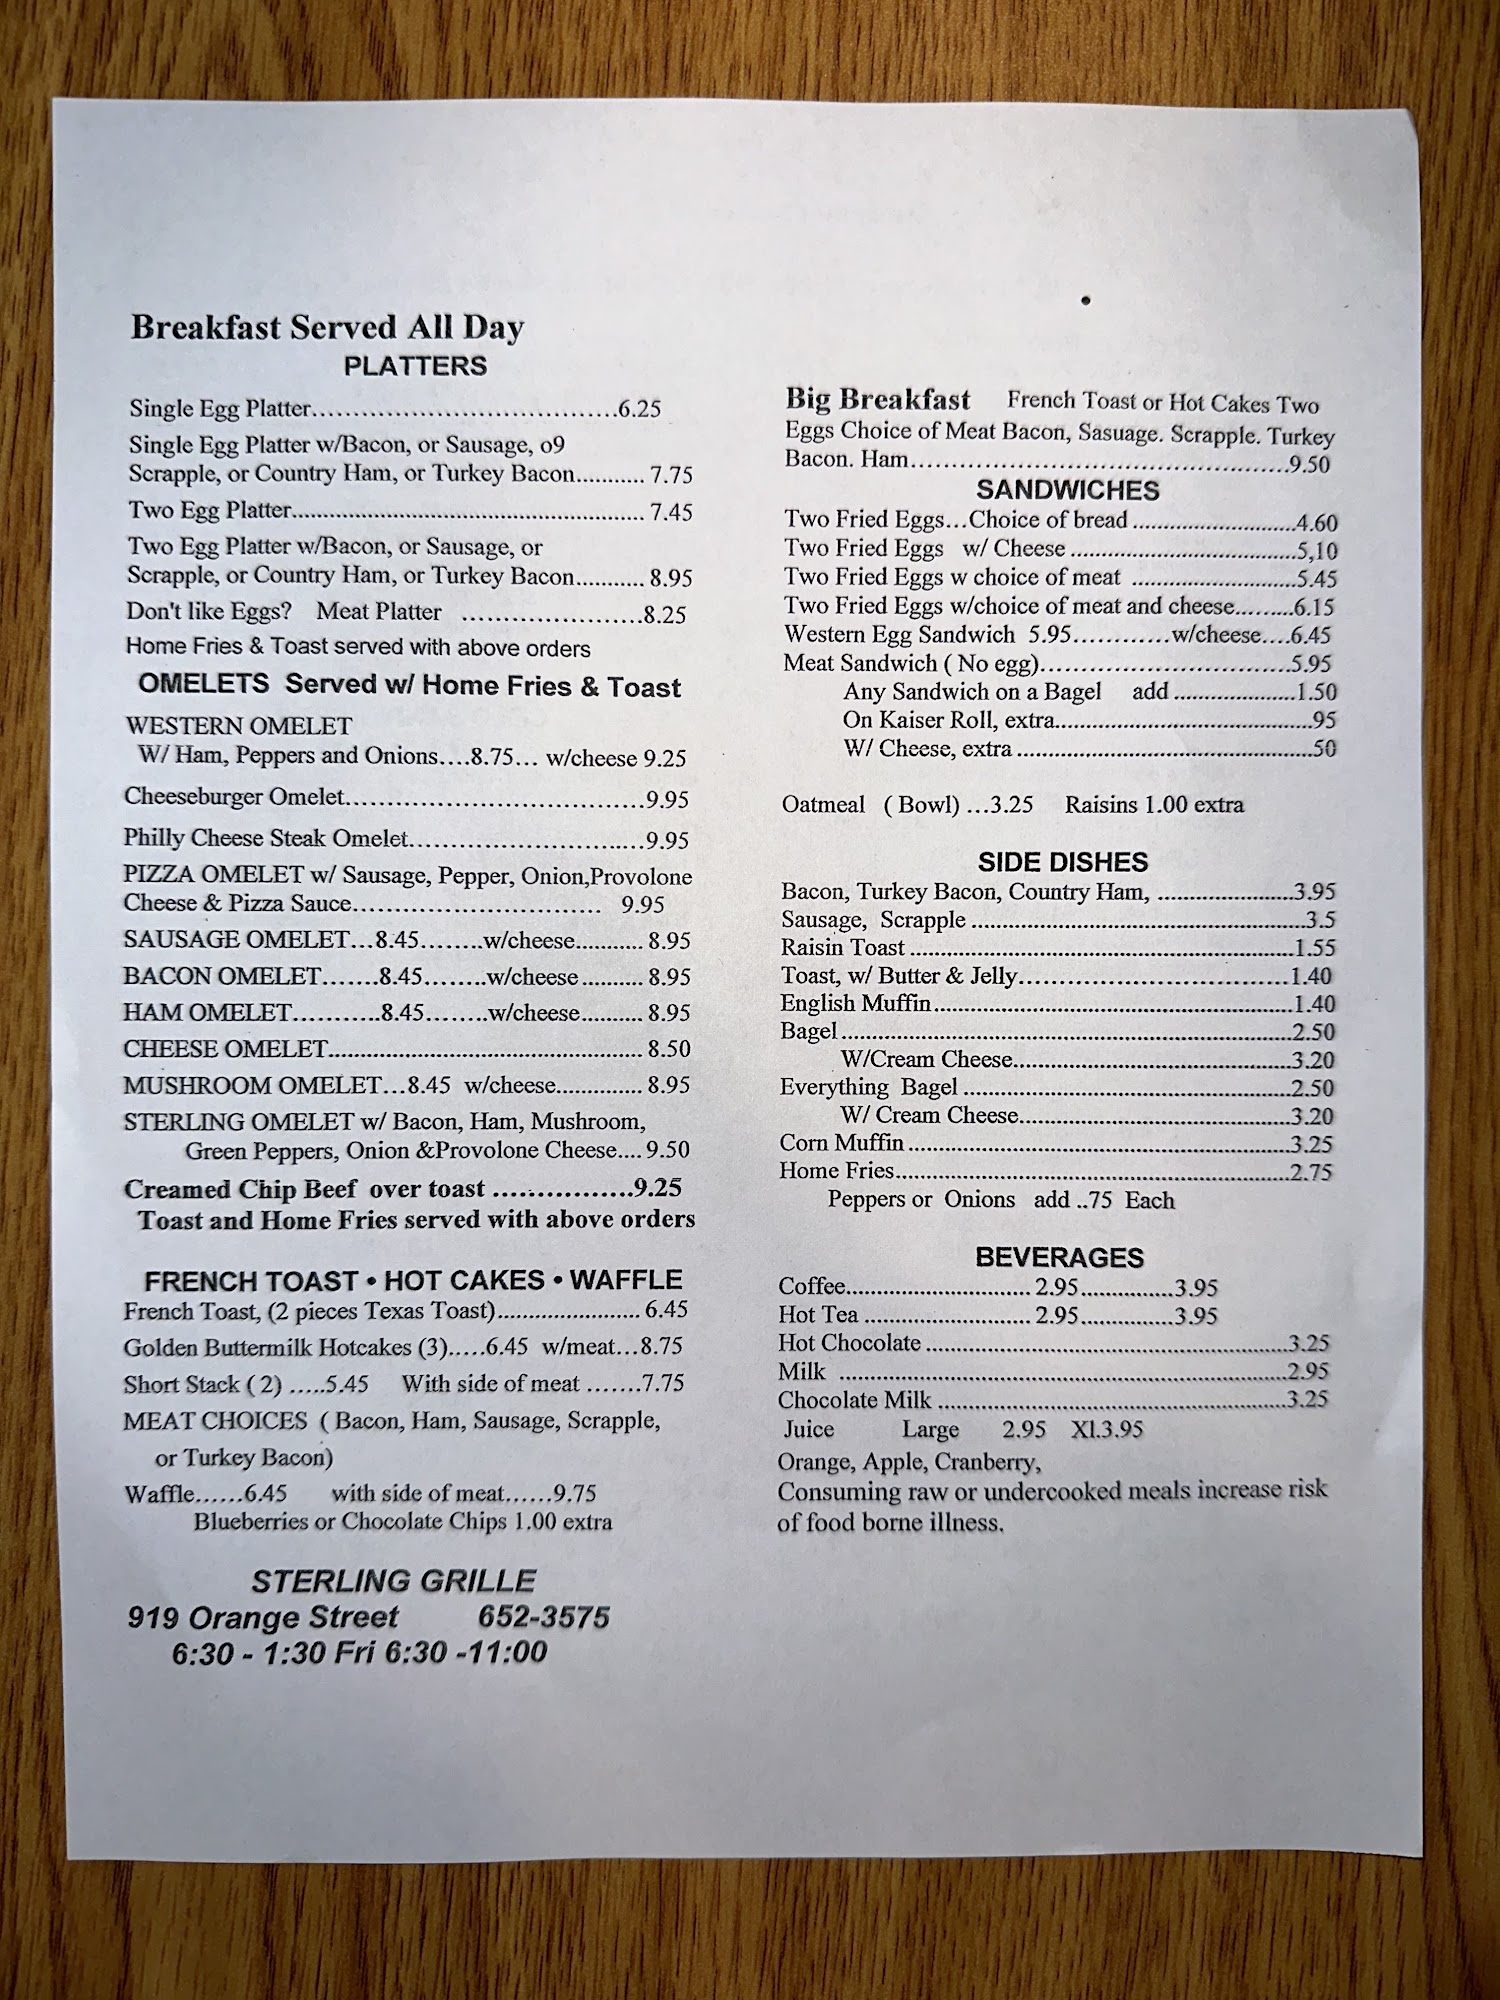 Breakfast Served All Day
PLATTERS
Single Egg Platter.....................................6.25
Single Egg Platter w/Bacon, or Sausage, o9
Scrapple, or Country Ham, or Turkey Bacon........... 7.75
Two Egg Platter.......................................................... 7.45
Two Egg Platter w/Bacon, or Sausage, or
Scrapple, or Country Ham, or Turkey Bacon........... 8.95
Don't like Eggs? Meat Platter ......................8.25
Home Fries & Toast served with above orders
OMELETS Served w/ Home Fries & Toast
WESTERN OMELET
W/ Ham, Peppers and Onions....8.75... w/cheese 9.25
Cheeseburger Omelet.....................................9.95
Philly Cheese Steak Omelet.............................9.95
PIZZA OMELET w/ Sausage, Pepper, Onion,Provolone
Cheese & Pizza Sauce.............................. 9.95
SAUSAGE OMELET...8.45........w/cheese........... 8.95
BACON OMELET.......8.45........w/cheese.......... 8.95
HAM OMELET...........8.45........w/cheese.......... 8.95
CHEESE OMELET.................................................... 8.50
MUSHROOM OMELET...8.45 w/cheese.............. 8.95
STERLING OMELET w/ Bacon, Ham, Mushroom,
Green Peppers, Onion &Provolone Cheese.... 9.50
Creamed Chip Beef over toast .................9.25
Toast and Home Fries served with above orders
FRENCH TOAST • HOT CAKES • WAFFLE
French Toast, (2 pieces Texas Toast)....................... 6.45
Golden Buttermilk Hotcakes (3).....6.45 w/meat...8.75
Short Stack ( 2) .....5.45 With side of meat .......7.75
MEAT CHOICES ( Bacon, Ham, Sausage, Scrapple,
or Turkey Bacon)
Waffle......6.45 with side of meat......9.75
Blueberries or Chocolate Chips 1.00 extra
STERLING GRILLE
919 Orange Street 652-3575
6:30 - 1:30 Fri 6:30 -11:00
Big Breakfast French Toast or Hot Cakes Two
Eggs Choice of Meat Bacon, Sasuage. Scrapple. Turkey
Bacon. Ham..............................................9.50
SANDWICHES
Two Fried Eggs...Choice of bread ...........................4.60
Two Fried Eggs w/ Cheese .....................................5,10
Two Fried Eggs w choice of meat ...........................5.45
Two Fried Eggs w/choice of meat and cheese.........6.15
Western Egg Sandwich 5.95............w/cheese....6.45
Meat Sandwich ( No egg)...............................5.95
Any Sandwich on a Bagel add ....................1.50
On Kaiser Roll, extra..........................................95
W/ Cheese, extra ................................................50
Oatmeal ( Bowl) ...3.25 Raisins 1.00 extra
SIDE DISHES
Bacon, Turkey Bacon, Country Ham, ......................3.95
Sausage, Scrapple .......................................................3.5
Raisin Toast ................................................................1.55
Toast, w/ Butter & Jelly..................................1.40
English Muffin...........................................................1.40
Bagel..........................................................................2.50
W/Cream Cheese..............................................3.20
Everything Bagel ......................................................2.50
W/ Cream Cheese.............................................3.20
Corn Muffin ...............................................................3.25
Home Fries.................................................................2.75
Peppers or Onions add ..75 Each
BEVERAGES
Coffee.............................. 2.95...............3.95
Hot Tea ........................... 2.95...............3.95
Hot Chocolate ...........................................................3.25
Milk .........................................................................2.95
Chocolate Milk .........................................................3.25
Juice Large 2.95 Xl.3.95
Orange, Apple, Cranberry,
Consuming raw or undercooked meals increase risk
of food borne illness.